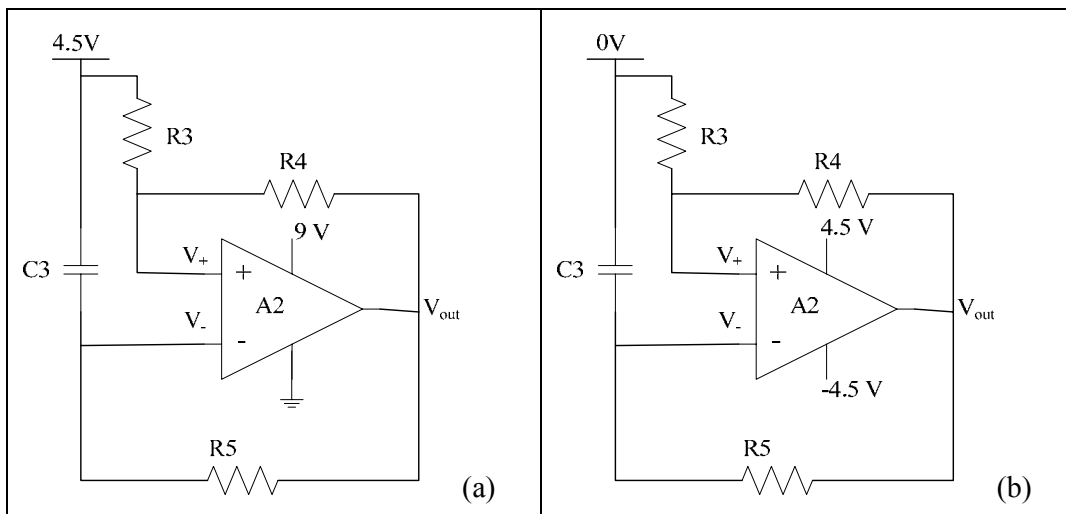 4.5V
R3
R4
9 V
C3
V+
+
A2
V-
-
Vout
R5
(a)
0V
R3
R4
4.5 V
C3
V+
+
A2
V-
-
Vout
-4.5 V
R5
(b)